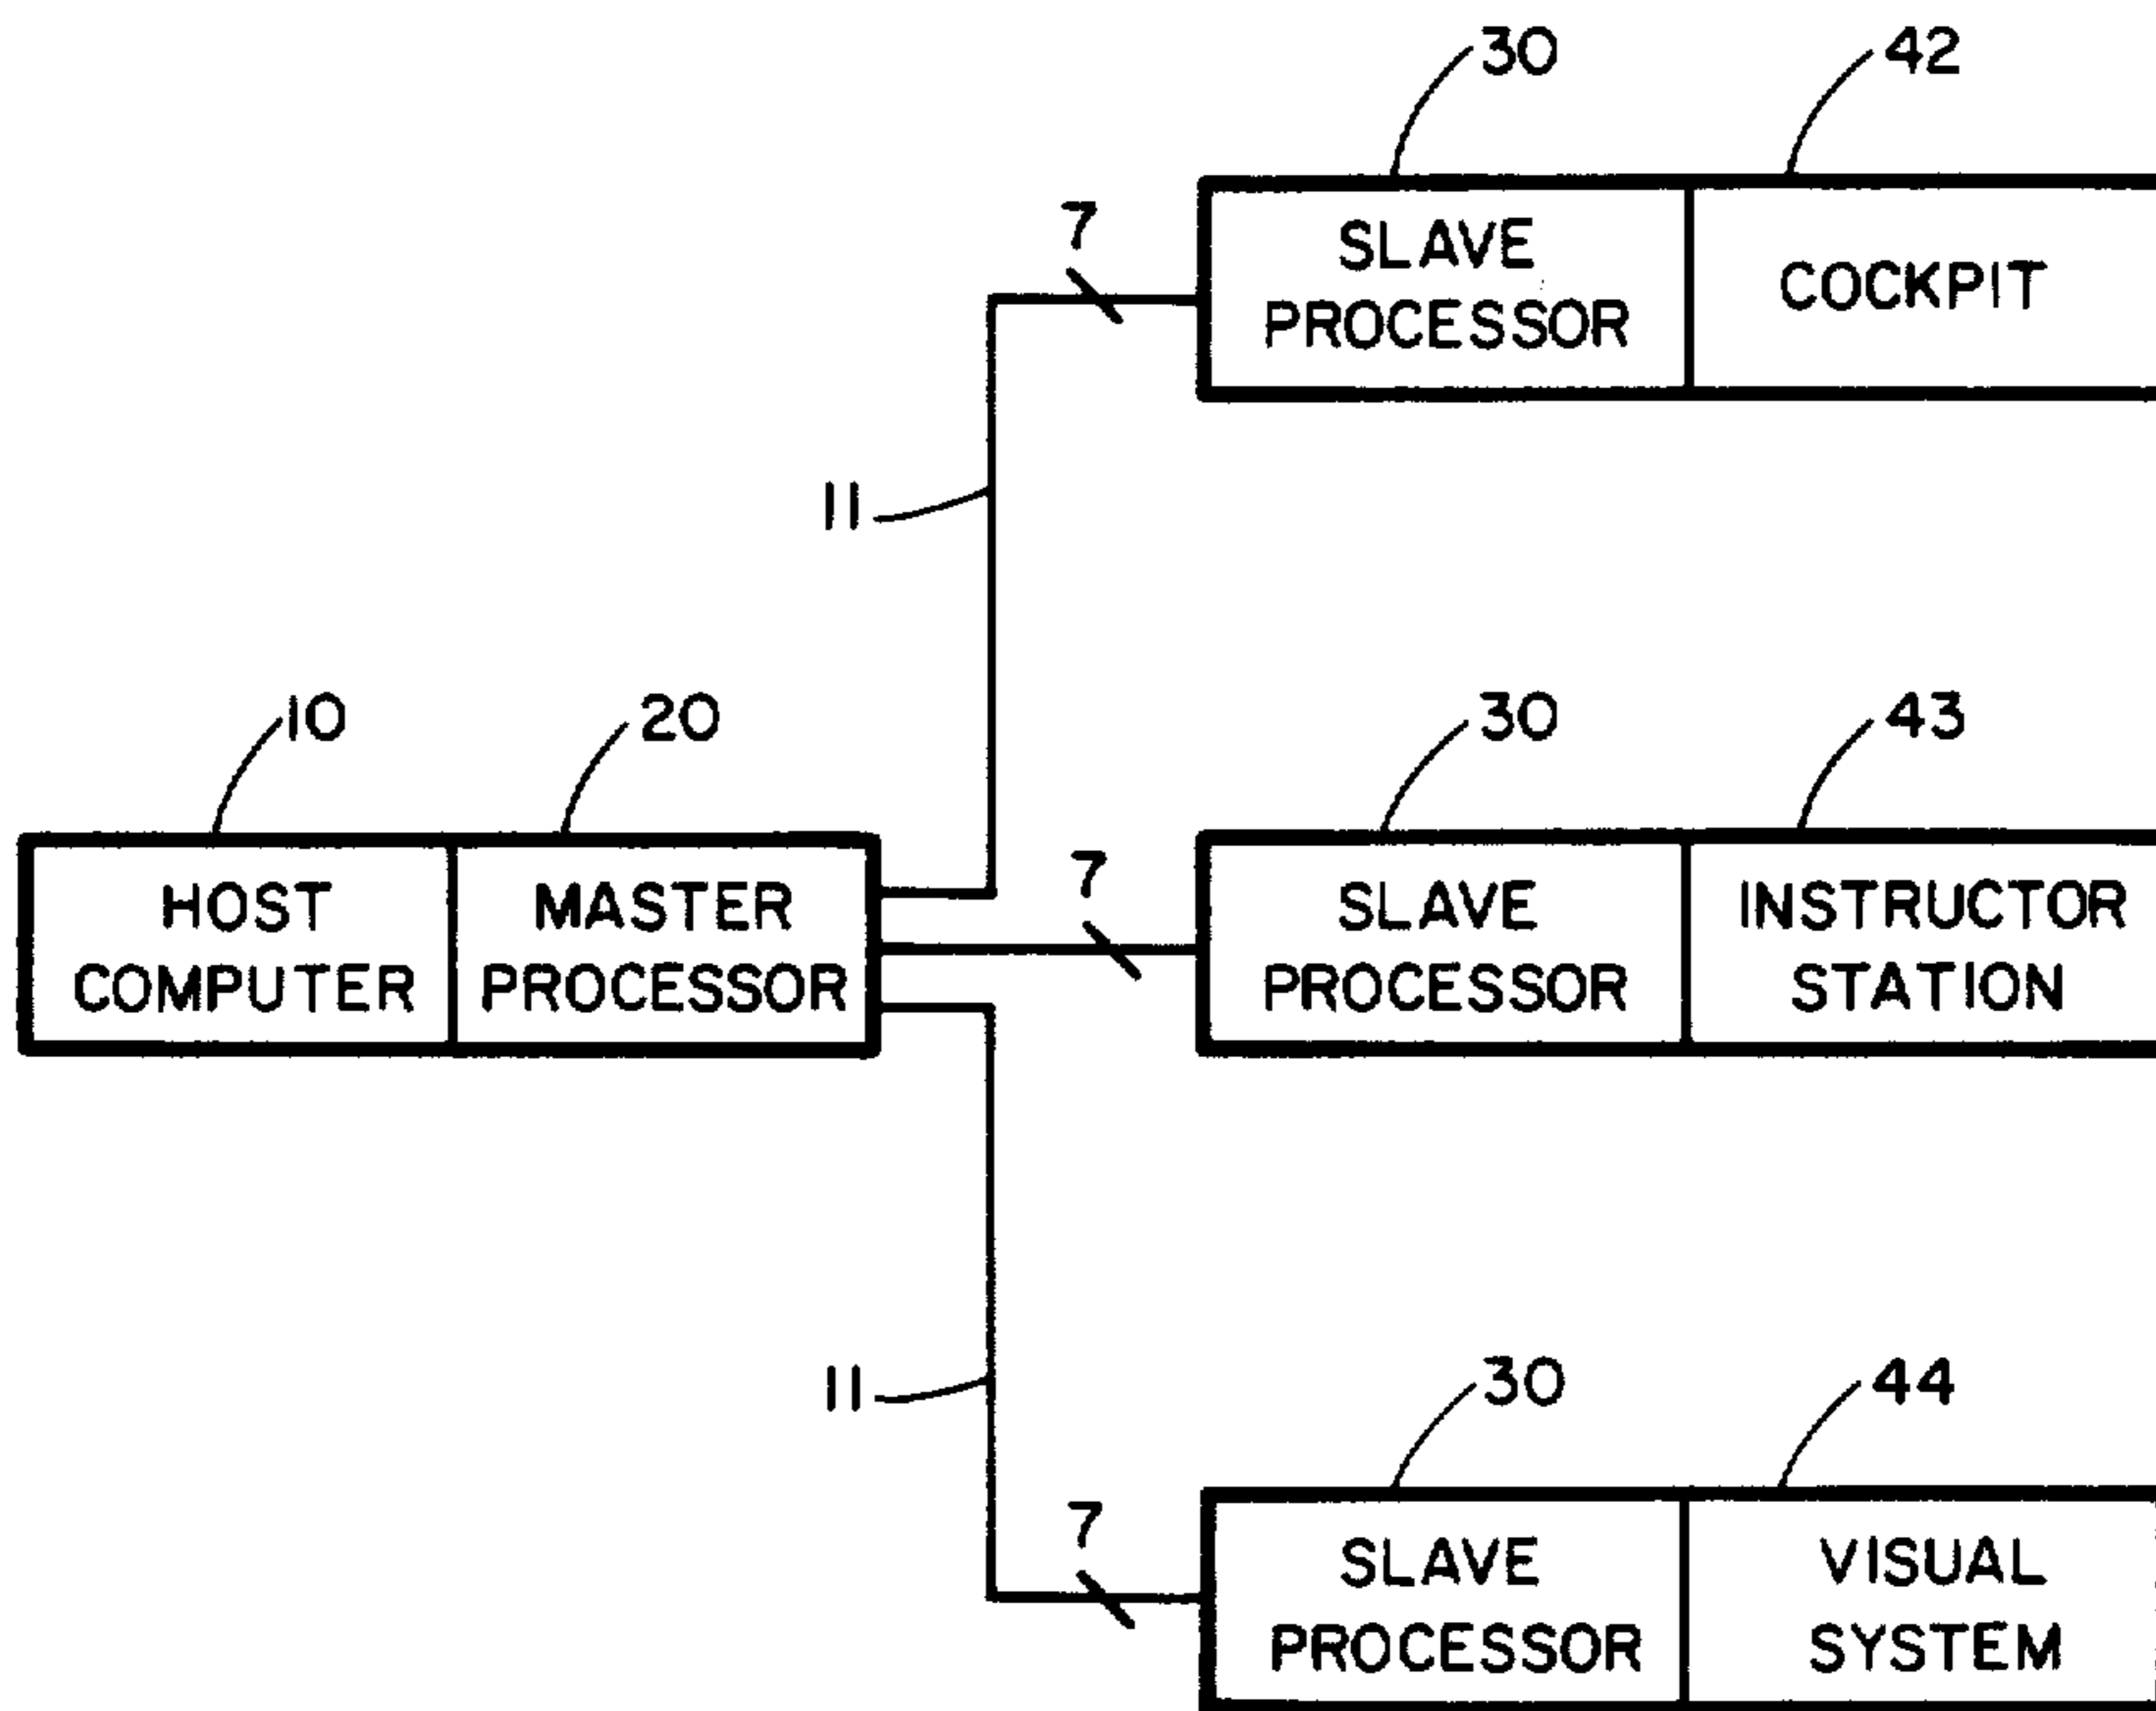 30
42
7
SLAVE
PROCESSOR
COCKPIT
11
10
20
30
43
7
HOST
COMPUTER
MASTER
PROCESSOR
SLAVE
PROCESSOR
INSTRUCTOR
STATION
11
30
44
7
SLAVE
PROCESSOR
VISUAL
SYSTEM